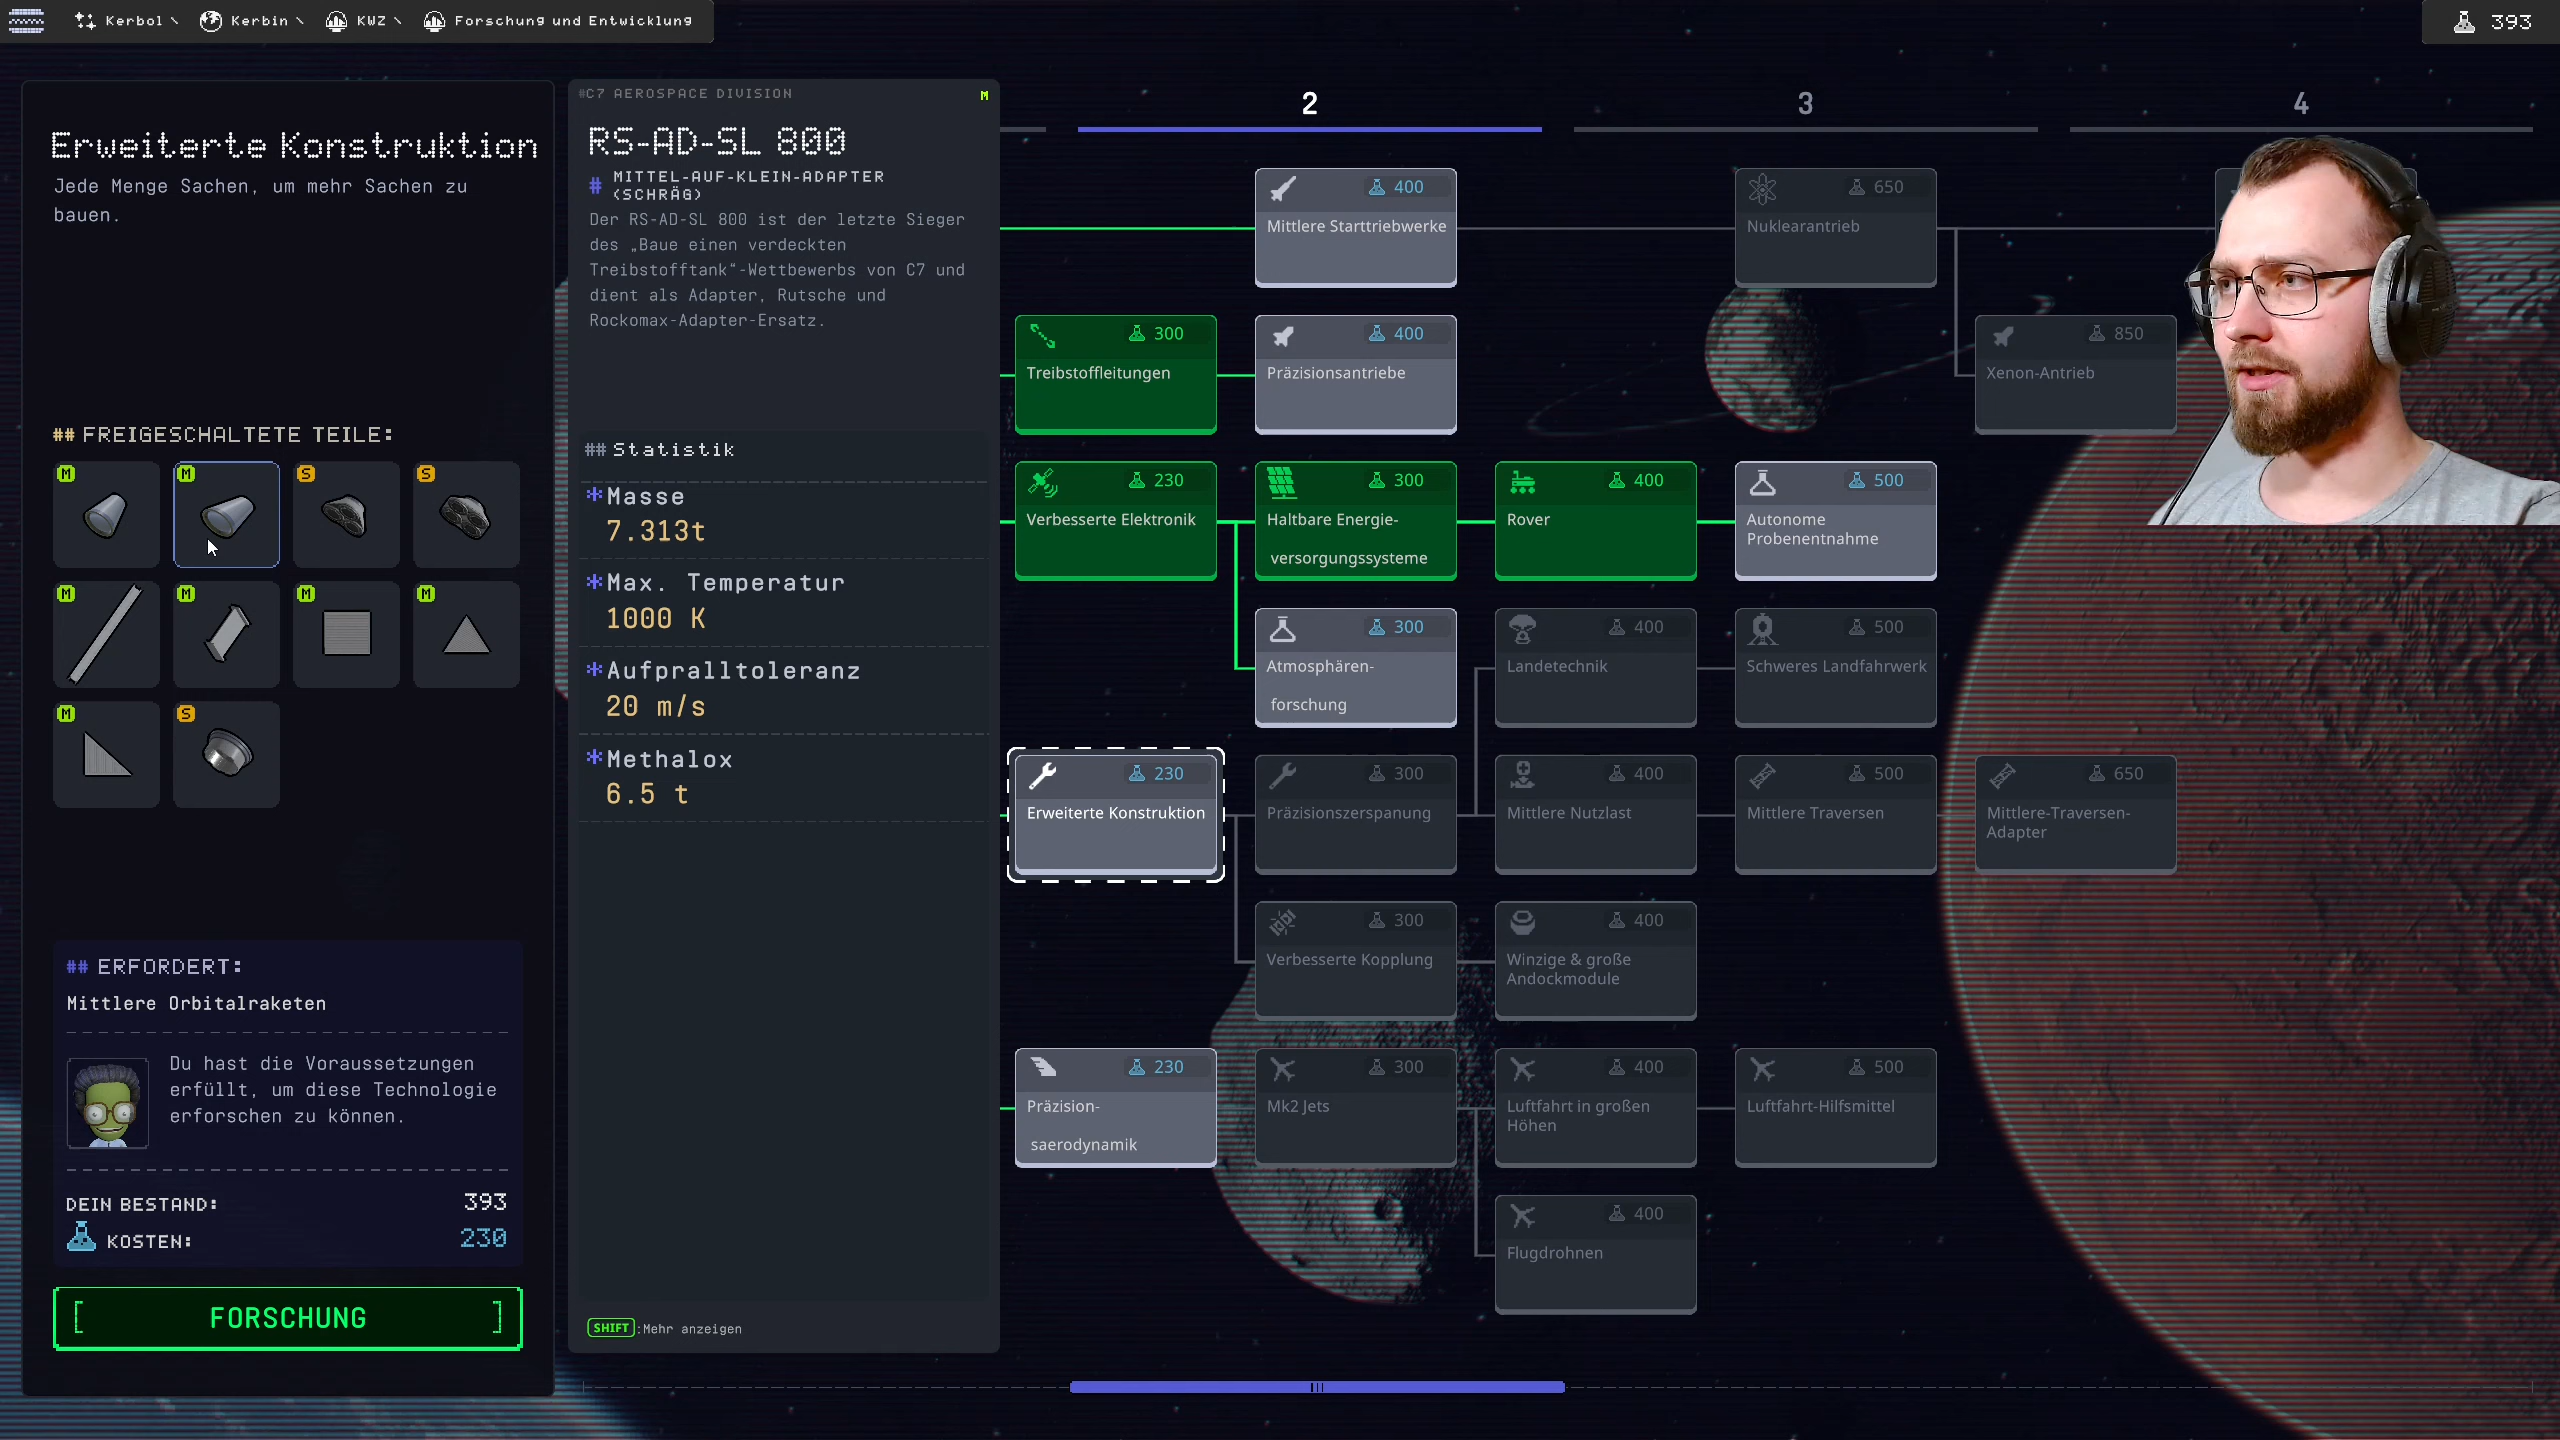 Kerbol \ Kerbin \ KWZ \ Forschung und Entwicklung
393
Erweiterte Konstruktion
Jede Menge Sachen, um mehr Sachen zu
bauen.
## FREIGESCHALTETE TEILE:
M M S S
M M M M
M S
## ERFORDERT:
Mittlere Orbitalraketen
Du hast die Voraussetzungen
erfüllt, um diese Technologie
erforschen zu können.
DEIN BESTAND: 393
KOSTEN: 230
[ FORSCHUNG ]
#C7 AEROSPACE DIVISION M
RS-AD-SL 800
# MITTEL-AUF-KLEIN-ADAPTER
(SCHRÄG)
Der RS-AD-SL 800 ist der letzte Sieger
des „Baue einen verdeckten
Treibstofftank“-Wettbewerbs von C7 und
dient als Adapter, Rutsche und
Rockomax-Adapter-Ersatz.
## Statistik
*Masse
7.313t
*Max. Temperatur
1000 K
*Aufpralltoleranz
20 m/s
*Methalox
6.5 t
SHIFT :Mehr anzeigen
2 3 4
400
Mittlere Starttriebwerke
650
Nuklearantrieb
300
Treibstoffleitungen
400
Präzisionsantriebe
850
Xenon-Antrieb
230
Verbesserte Elektronik
300
Haltbare Energie-
versorgungssysteme
400
Rover
500
Autonome
Probenentnahme
300
Atmosphären-
forschung
400
Landetechnik
500
Schweres Landfahrwerk
230
Erweiterte Konstruktion
300
Präzisionszerspanung
400
Mittlere Nutzlast
500
Mittlere Traversen
650
Mittlere-Traversen-
Adapter
300
Verbesserte Kopplung
400
Winzige & große
Andockmodule
230
Präzision-
saerodynamik
300
Mk2 Jets
400
Luftfahrt in großen
Höhen
500
Luftfahrt-Hilfsmittel
400
Flugdrohnen